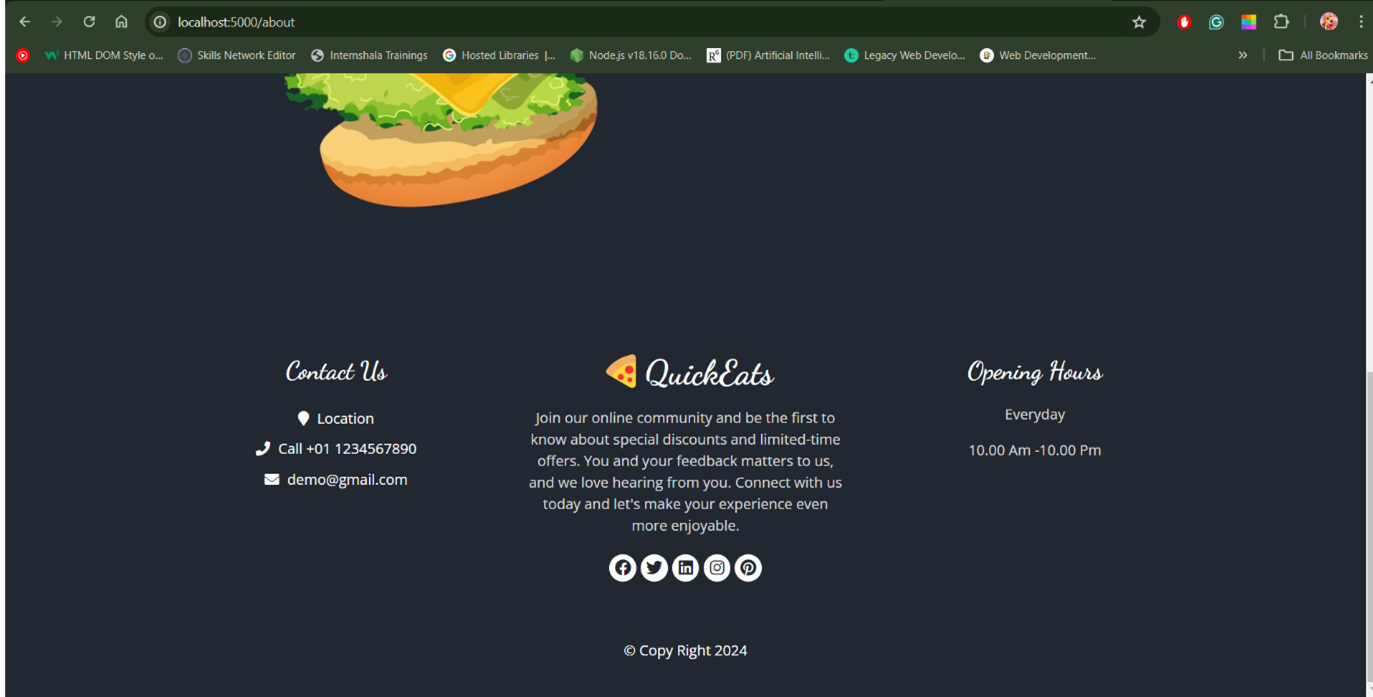 localhost:5000/about
HTML DOM Style o...
Skills Network Editor
Internshala Trainings
Hosted Libraries |...
Node.js v18.16.0 Do...
(PDF) Artificial Intelli...
Legacy Web Develo...
Web Development...
»
All Bookmarks
Contact Us
Location
Call +01 1234567890
demo@gmail.com
QuickEats
Join our online community and be the first to
know about special discounts and limited-time
offers. You and your feedback matters to us,
and we love hearing from you. Connect with us
today and let's make your experience even
more enjoyable.
Opening Hours
Everyday
10.00 Am -10.00 Pm
© Copy Right 2024